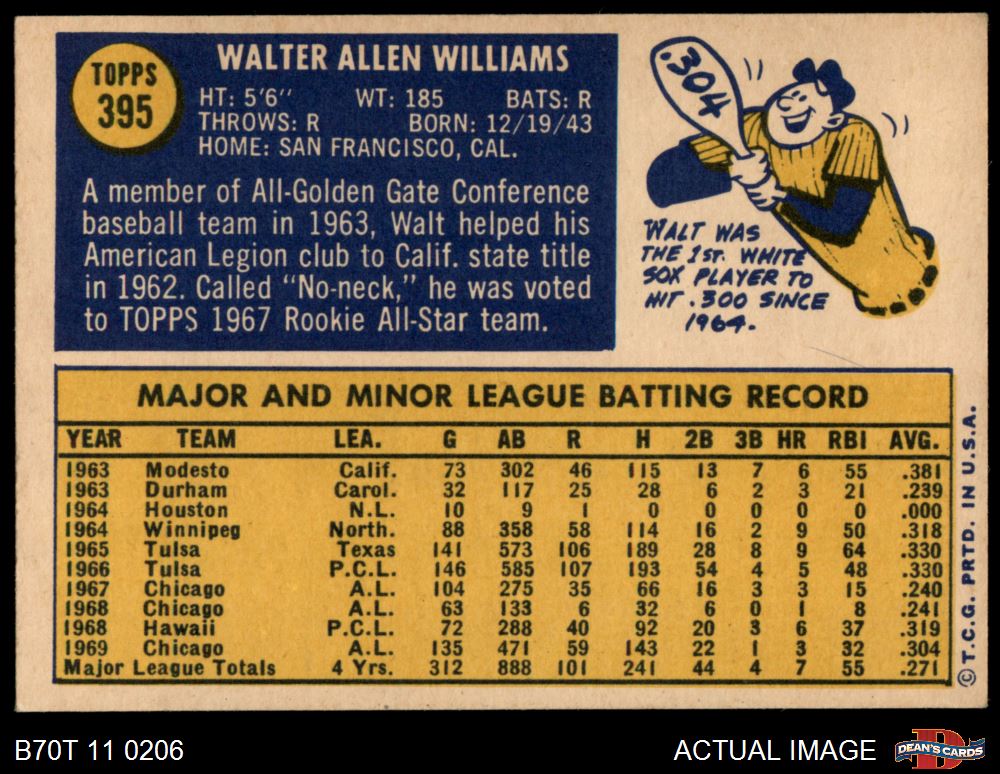 TOPPS
395
WALTER ALLEN WILLIAMS
HT: 5'6" WT: 185 BATS: R
THROWS: R BORN: 12/19/43
HOME: SAN FRANCISCO, CAL.
A member of All-Golden Gate Conference
baseball team in 1963, Walt helped his
American Legion club to Calif. state title
in 1962. Called "No-neck," he was voted
to TOPPS 1967 Rookie All-Star team.
.304
WALT WAS
THE 1ST. WHITE
SOX PLAYER TO
HIT .300 SINCE
1964.
MAJOR AND MINOR LEAGUE BATTING RECORD
YEAR TEAM LEA. G AB R H 2B 3B HR RBI AVG.
1963 Modesto Calif. 73 302 46 115 13 7 6 55 .381
1963 Durham Carol. 32 117 25 28 6 2 3 21 .239
1964 Houston N.L. 10 9 1 0 0 0 0 0 .000
1964 Winnipeg North. 88 358 58 114 16 2 9 50 .318
1965 Tulsa Texas 141 573 106 189 28 8 9 64 .330
1966 Tulsa P.C.L. 146 585 107 193 54 4 5 48 .330
1967 Chicago A.L. 104 275 35 66 16 3 3 15 .240
1968 Chicago A.L. 63 133 6 32 6 0 1 8 .241
1968 Hawaii P.C.L. 72 288 40 92 20 3 6 37 .319
1969 Chicago A.L. 135 471 59 143 22 1 3 32 .304
Major League Totals 4 Yrs. 312 888 101 241 44 4 7 55 .271
© T.C.G. PRTD. IN U.S.A.
B70T 11 0206
ACTUAL IMAGE
DEAN'S CARDS